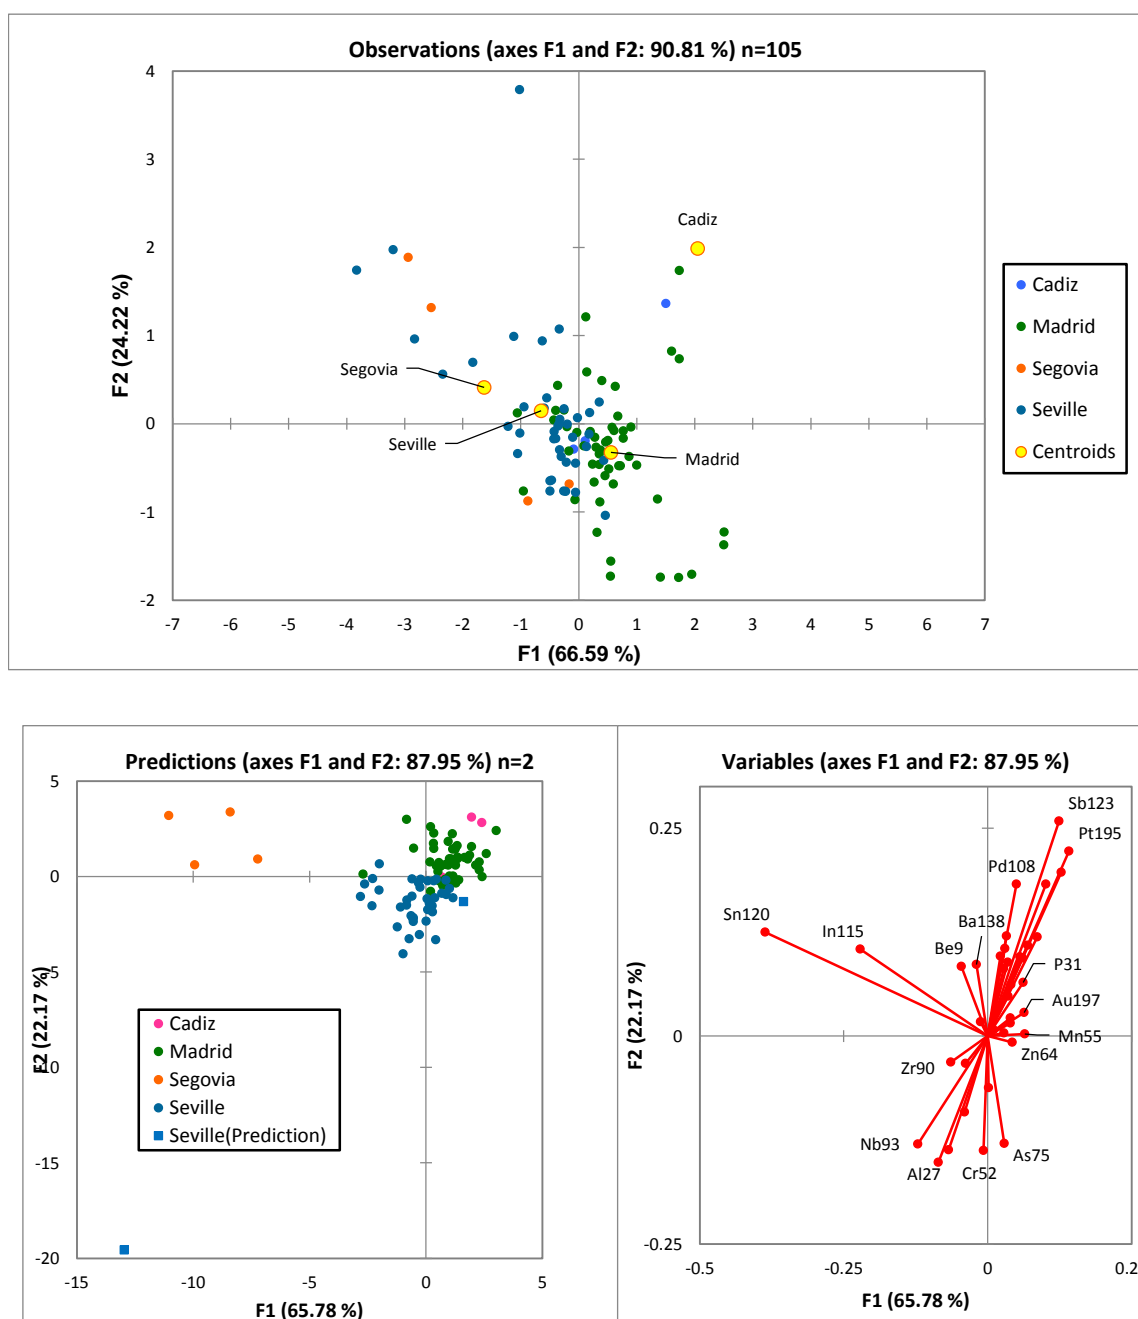 Observations (axes F1 and F2: 90.81 %) n=105
4
3
2
1
0
-1
-2
F2 (24.22 %)
Cadiz
Segovia
Seville
Madrid
-7 -6 -5 -4 -3 -2 -1 0 1 2 3 4 5 6 7
F1 (66.59 %)
Cadiz
Madrid
Segovia
Seville
Centroids
Predictions (axes F1 and F2: 87.95 %) n=2
5
0
-5
-10
-15
-20
F2 (22.17 %)
Cadiz
Madrid
Segovia
Seville
Seville(Prediction)
-15 -10 -5 0 5
F1 (65.78 %)
Variables (axes F1 and F2: 87.95 %)
0.25
0
-0.25
F2 (22.17 %)
Sb123
Pt195
Pd108
Sn120
Ba138
In115
Be9
P31
Au197
Mn55
Zn64
Zr90
Nb93
As75
Al27
Cr52
-0.5 -0.25 0 0.2
F1 (65.78 %)